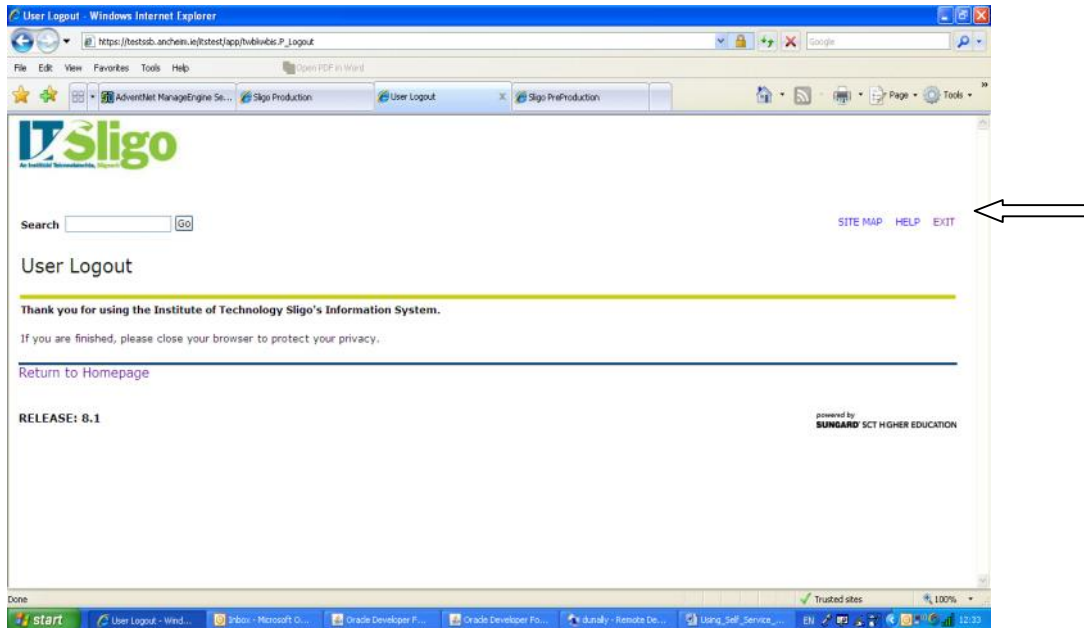 User Logout - Windows Internet Explorer
https://testssb.ancheim.ie/itstest/app/twbkwbis.P_Logout
Google
File Edit View Favorites Tools Help
Open PDF in Word
AdventNet ManageEngine Se... Sligo Production User Logout Sligo PreProduction
Page Tools
IT Sligo
An Institiúid Teicneolaíochta, Sligeach
Search Go SITE MAP HELP EXIT
User Logout
Thank you for using the Institute of Technology Sligo's Information System.
If you are finished, please close your browser to protect your privacy.
Return to Homepage
RELEASE: 8.1
powered by
SUNGARD SCT HIGHER EDUCATION
Done Trusted sites 100%
start User Logout - Wind... Inbox - Microsoft O... Oracle Developer F... Oracle Developer Fo... dunally - Remote De... Using_Self_Service_... EN 12:33